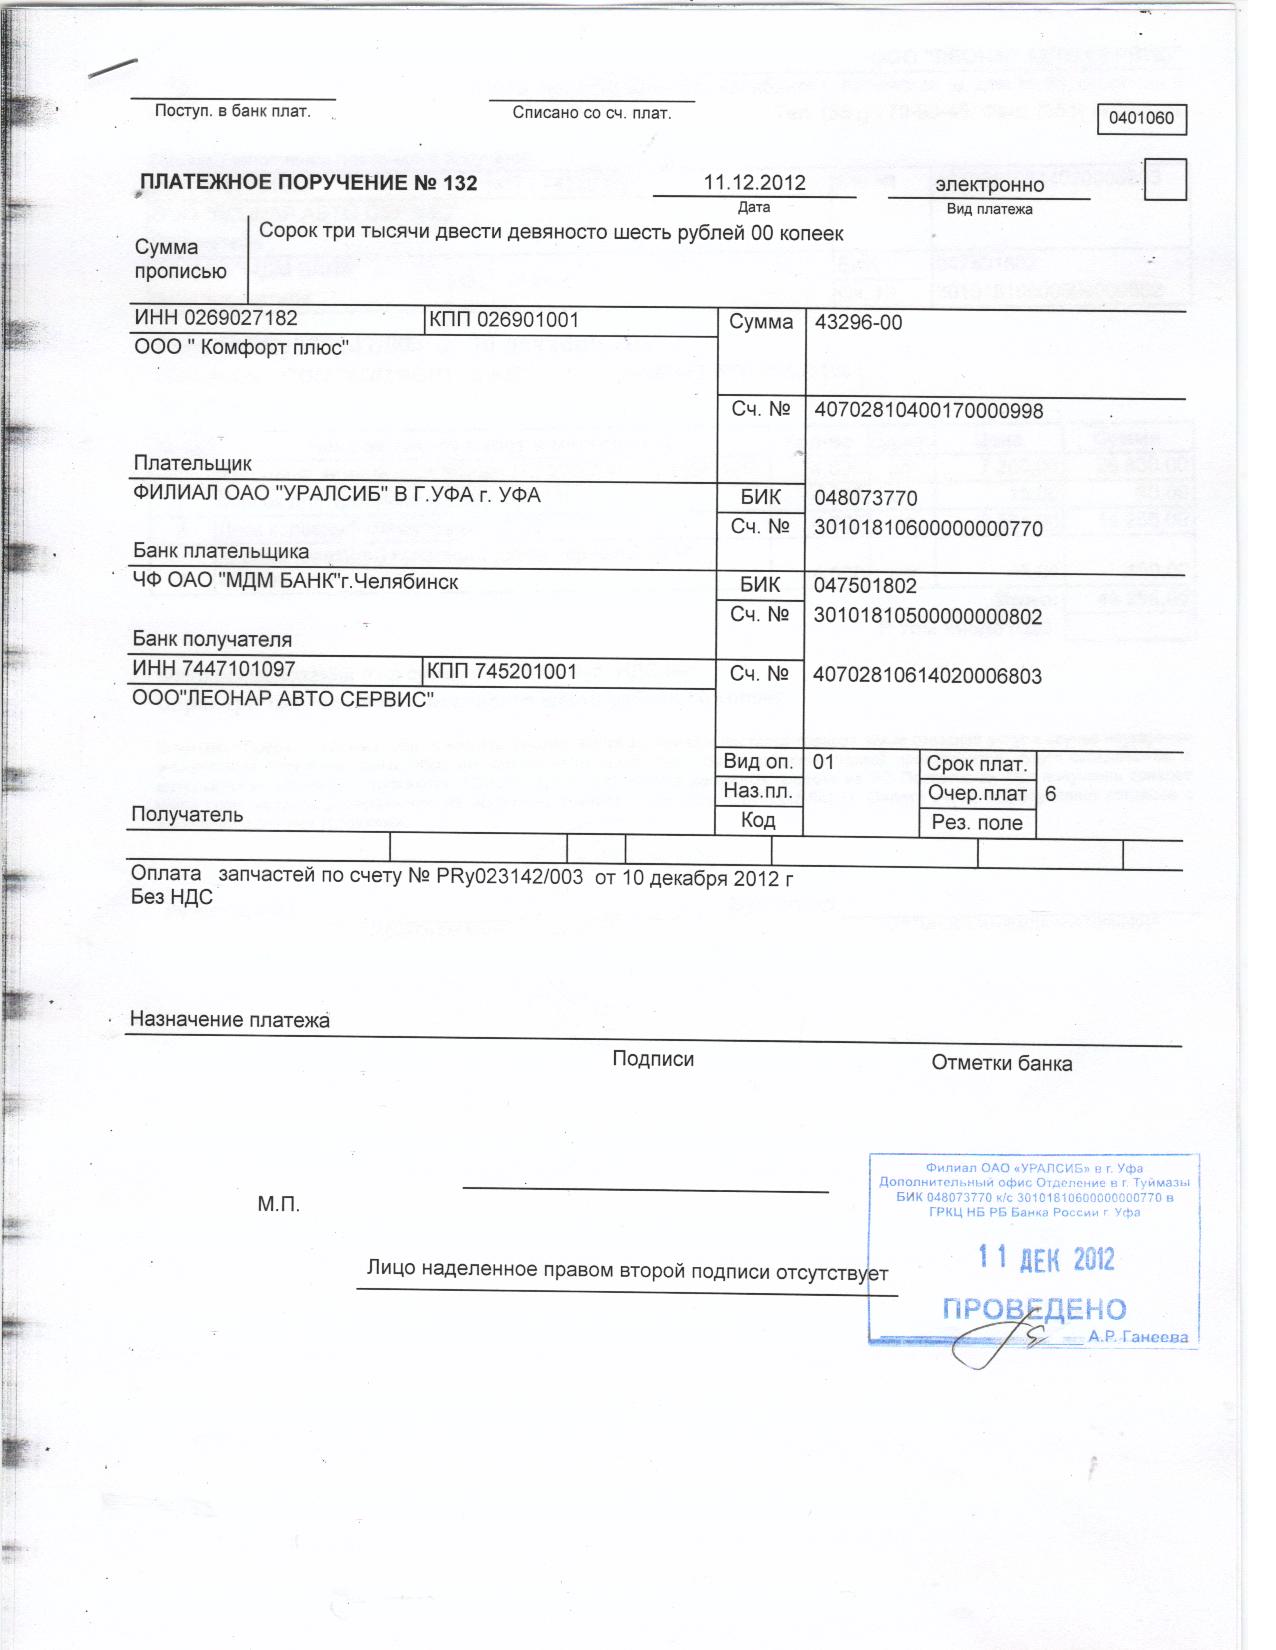 Поступ. в банк плат.
Списано со сч. плат.
0401060
ПЛАТЕЖНОЕ ПОРУЧЕНИЕ № 132
11.12.2012
электронно
Дата
Вид платежа
Сумма прописью
Сорок три тысячи двести девяносто шесть рублей 00 копеек
ИНН 0269027182
КПП 026901001
Сумма
43296-00
ООО " Комфорт плюс"
Сч. №
40702810400170000998
Плательщик
ФИЛИАЛ ОАО "УРАЛСИБ" В Г.УФА г. УФА
БИК
048073770
Сч. №
30101810600000000770
Банк плательщика
ЧФ ОАО "МДМ БАНК"г.Челябинск
БИК
047501802
Сч. №
30101810500000000802
Банк получателя
ИНН 7447101097
КПП 745201001
Сч. №
40702810614020006803
ООО"ЛЕОНАР АВТО СЕРВИС"
Вид оп.
01
Срок плат.
Наз.пл.
Очер.плат
6
Получатель
Код
Рез. поле
Оплата запчастей по счету № PRy023142/003 от 10 декабря 2012 г
Без НДС
Назначение платежа
Подписи
Отметки банка
М.П.
Филиал ОАО «УРАЛСИБ» в г. Уфа
Дополнительный офис Отделение в г. Туймазы
БИК 048073770 к/с 30101810600000000770 в
ГРКЦ НБ РБ Банка России г Уфа
11 ДЕК 2012
Лицо наделенное правом второй подписи отсутствует
ПРОВЕДЕНО
А.Р. Ганеева